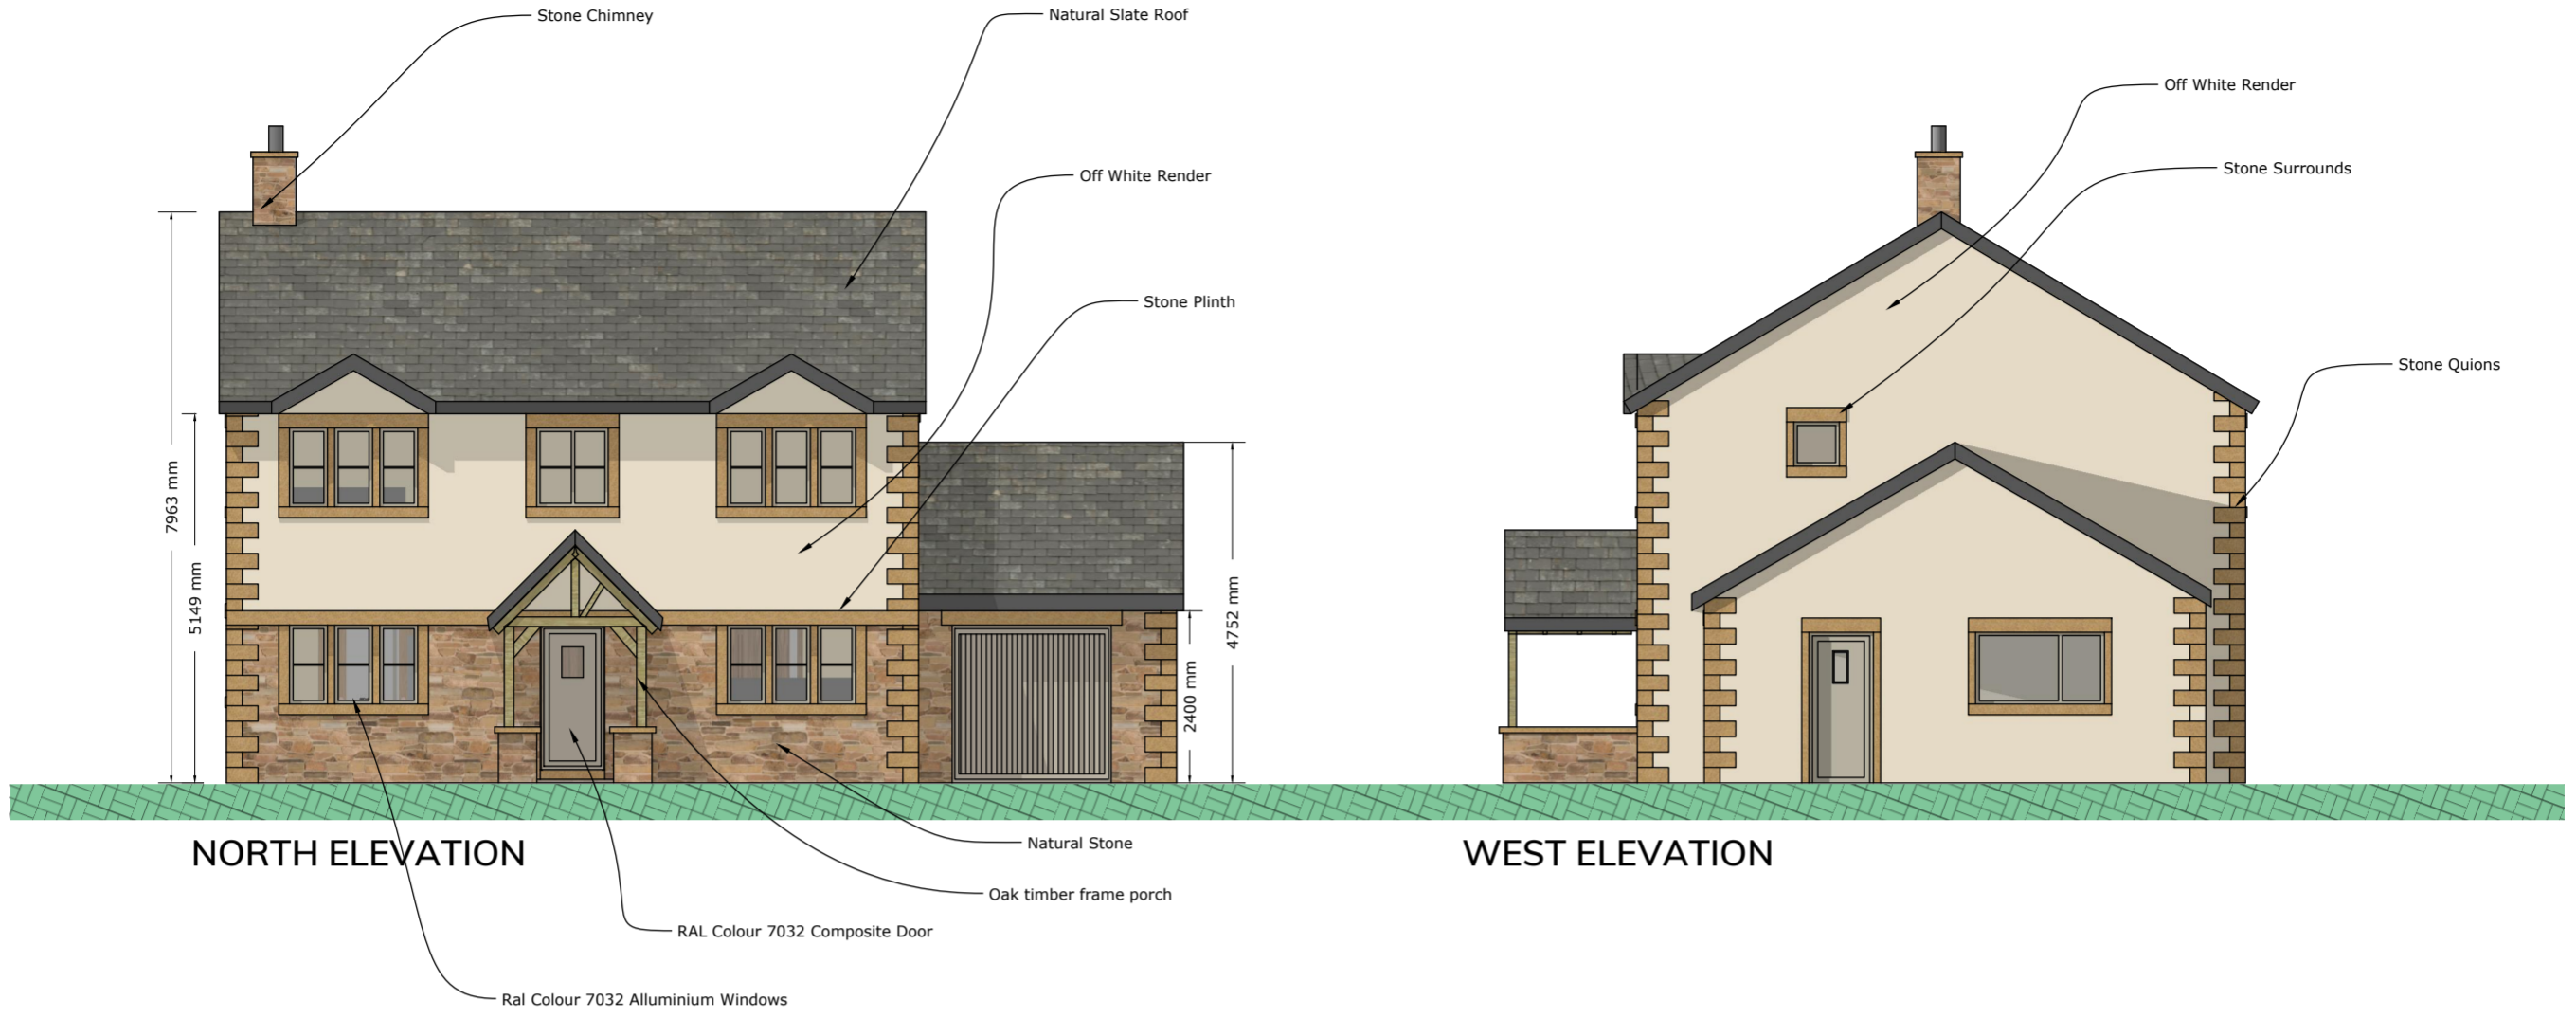 Stone Chimney
Natural Slate Roof
Off White Render
Off White Render
Stone Surrounds
Stone Plinth
Stone Quions
7963 mm
5149 mm
4752 mm
2400 mm
NORTH ELEVATION
WEST ELEVATION
Natural Stone
Oak timber frame porch
RAL Colour 7032 Composite Door
Ral Colour 7032 Alluminium Windows